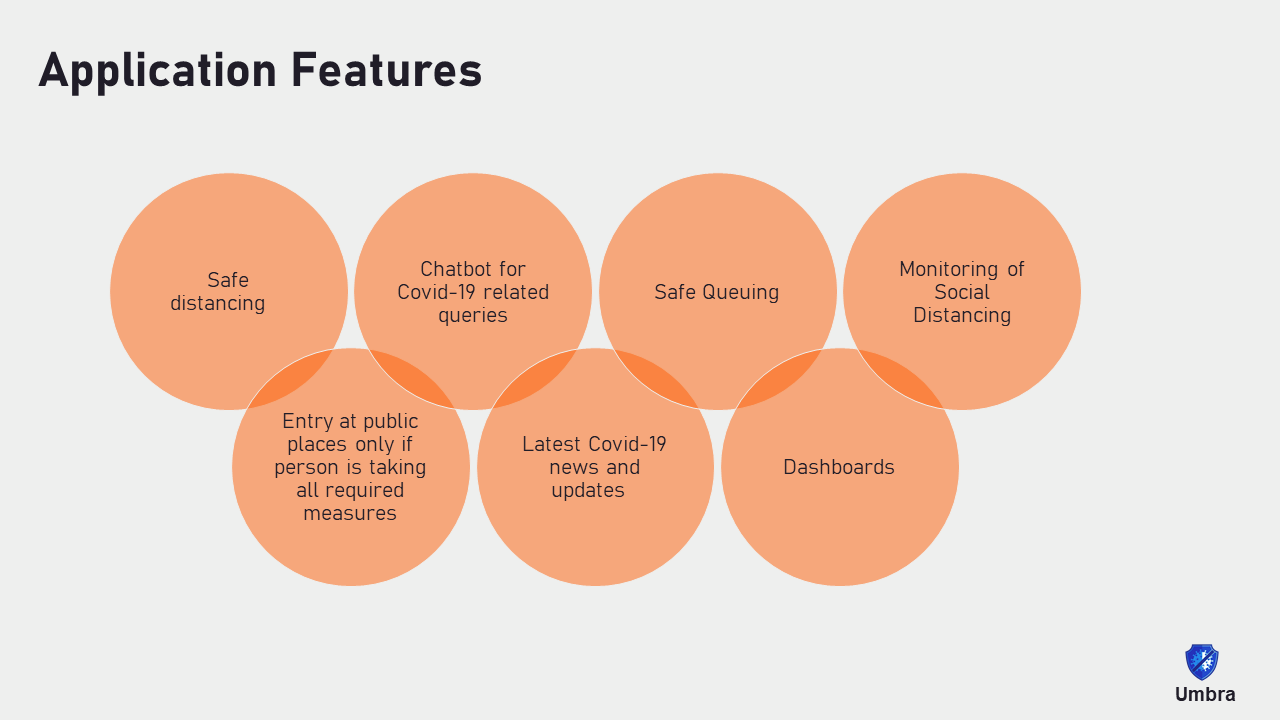 Application Features
Safe
distancing
Chatbot for
Covid-19 related
queries
Safe Queuing
Monitoring of
Social
Distancing
Entry at public
places only if
person is taking
all required
measures
Latest Covid-19
news and
updates
Dashboards
Umbra